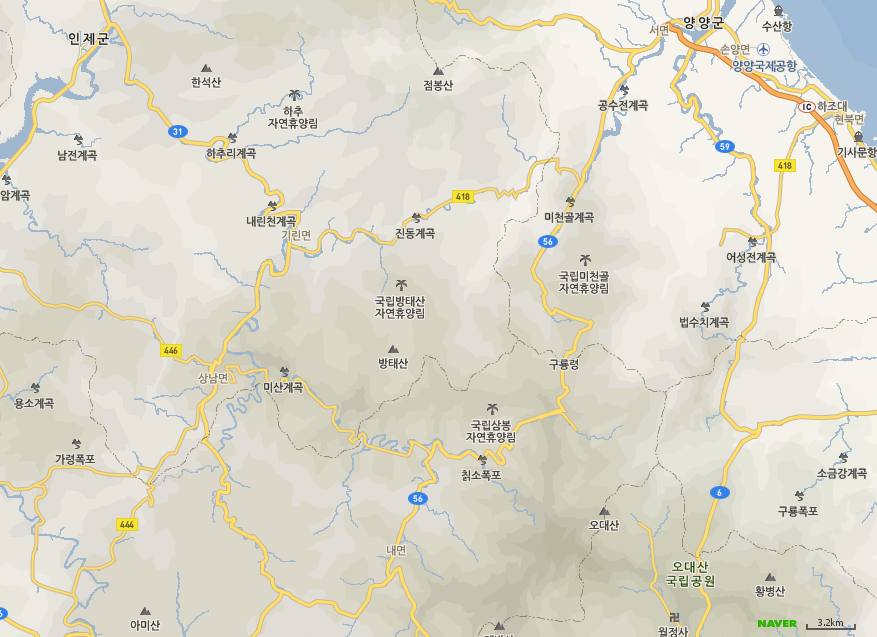 인제군
양양군
수산항
서면
손양면
양양국제공항
한석산
점봉산
하추
자연휴양림
공수전계곡
IC
하조대
현북면
31
하추리계곡
남전계곡
59
기사문항
418
암계곡
418
내린천계곡
기린면
진동계곡
미천골계곡
56
어성전계곡
국립미천골
자연휴양림
국립방태산
자연휴양림
법수치계곡
446
방태산
구룡령
상남면
미산계곡
용소계곡
국립삼봉
자연휴양림
가령폭포
칡소폭포
소금강계곡
56
6
구룡폭포
444
오대산
내면
오대산
국립공원
황병산
아미산
월정사
NAVER
3.2km